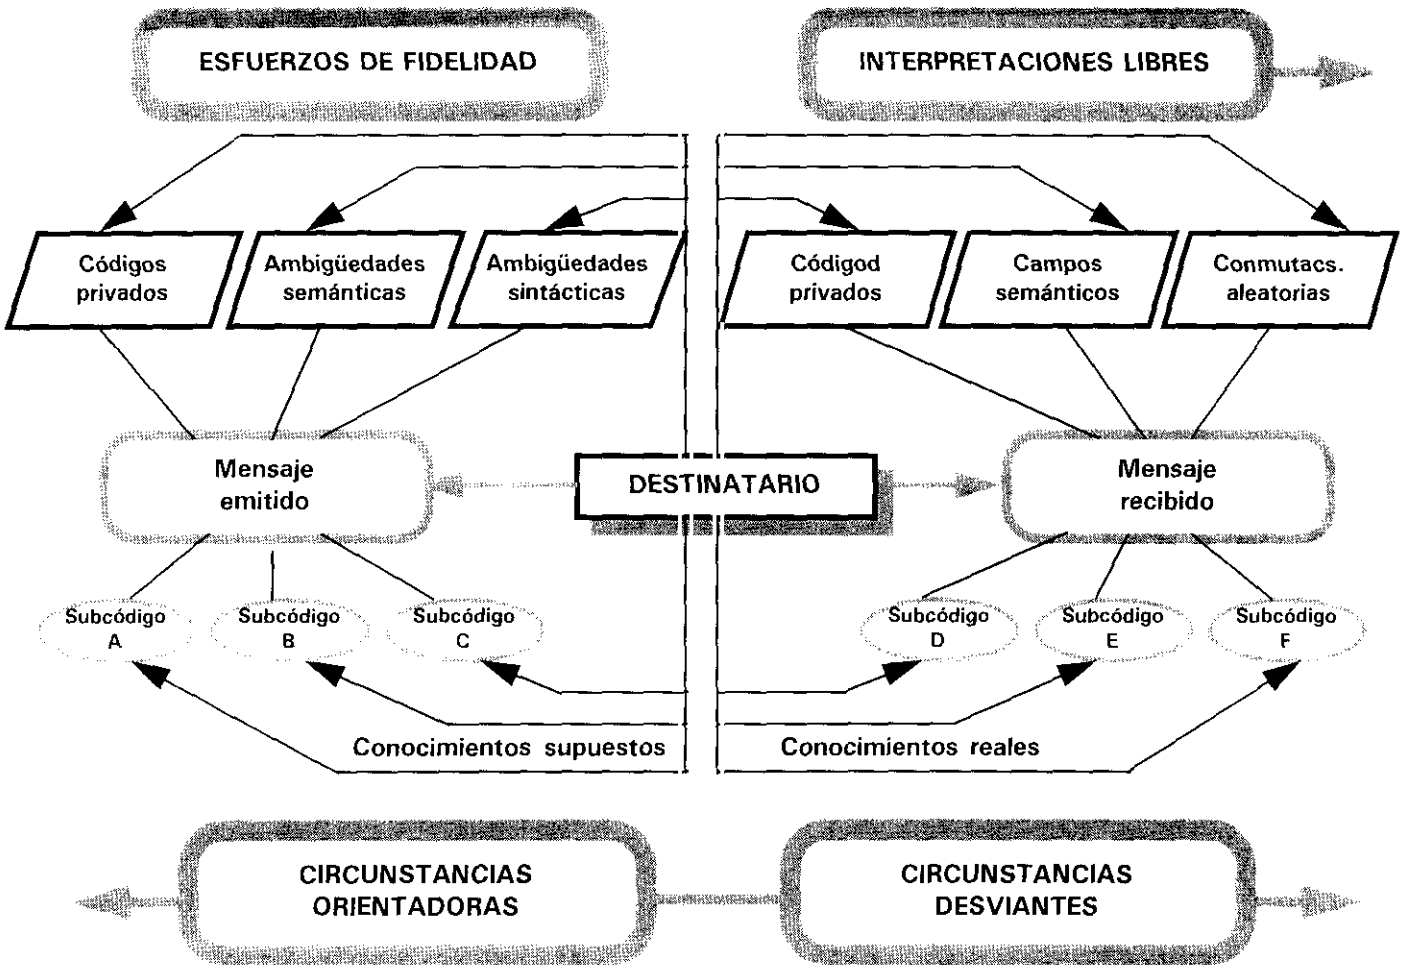 ESFUERZOS DE FIDELIDAD
INTERPRETACIONES LIBRES
Códigos
privados
Ambigüedades
semánticas
Ambigüedades
sintácticas
Códigod
privados
Campos
semánticos
Conmutacs.
aleatorias
Mensaje
emitido
DESTINATARIO
Mensaje
recibido
Subcódigo
A
Subcódigo
B
Subcódigo
C
Subcódigo
D
Subcódigo
E
Subcódigo
F
Conocimientos supuestos
Conocimientos reales
CIRCUNSTANCIAS
ORIENTADORAS
CIRCUNSTANCIAS
DESVIANTES